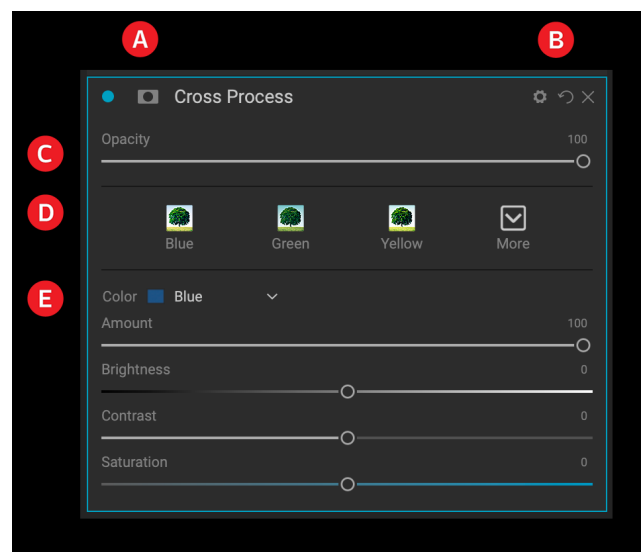 A
B
Cross Process
C
Opacity 100
D
Blue Green Yellow More
E
Color Blue
Amount 100
Brightness 0
Contrast 0
Saturation 0